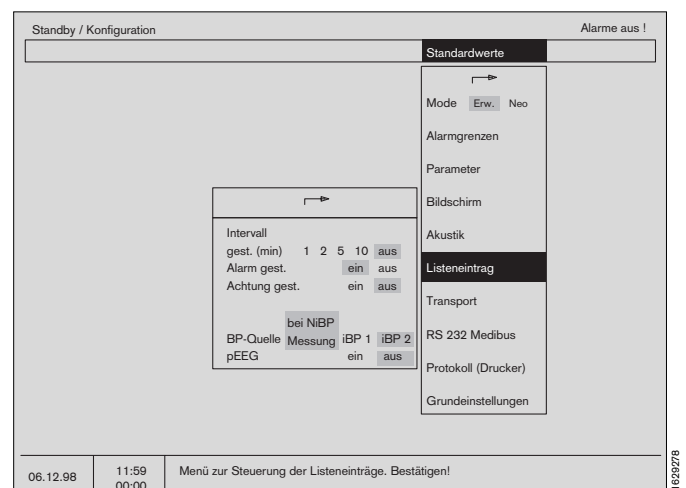 Standby / Konfiguration
Alarme aus !
Standardwerte
Mode Erw. Neo
Alarmgrenzen
Parameter
Bildschirm
Akustik
Listeneintrag
Transport
RS 232 Medibus
Protokoll (Drucker)
Grundeinstellungen
Intervall
gest. (min) 1 2 5 10 aus
Alarm gest. ein aus
Achtung gest. ein aus
bei NiBP
BP-Quelle Messung iBP 1 iBP 2
pEEG ein aus
06.12.98
11:59
00:00
Menü zur Steuerung der Listeneinträge. Bestätigen!
1629278